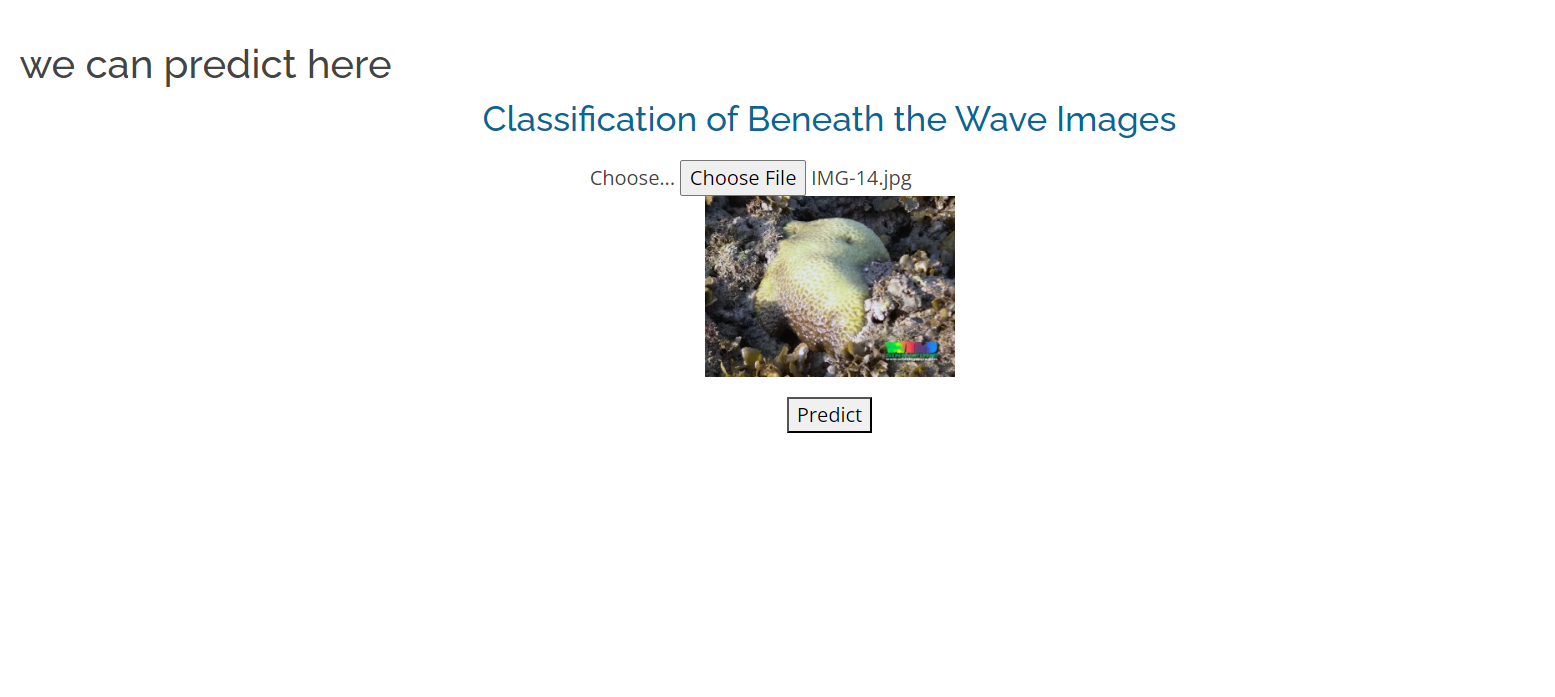 we can predict here
Classification of Beneath the Wave Images
Choose... Choose File IMG-14.jpg
Predict